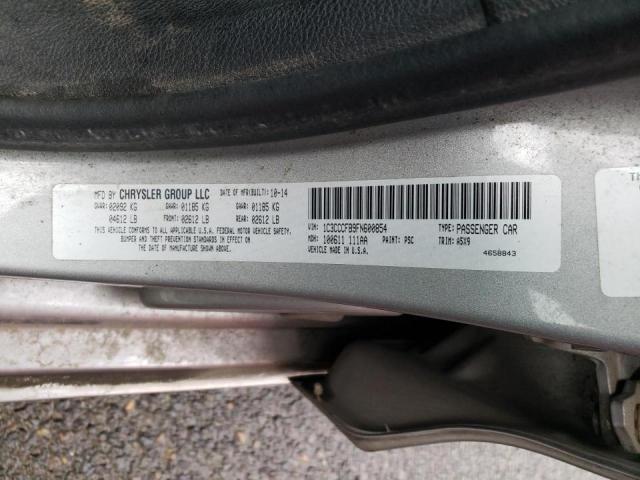 MFD BY CHRYSLER GROUP LLC DATE OF MFR(BUILT): 10-14
GVWR: 02092 KG GAWR: 01185 KG GAWR: 01185 KG
04612 LB FRONT: 02612 LB REAR: 02612 LB
THIS VEHICLE CONFORMS TO ALL APPLICABLE U.S.A. FEDERAL MOTOR VEHICLE SAFETY,
BUMPER AND THEFT PREVENTION STANDARDS IN EFFECT ON
THE DATE OF MANUFACTURE SHOWN ABOVE.
VIN: 1C3CCCFB9FN600854 TYPE: PASSENGER CAR
MDH: 100611 111AA PAINT: PSC TRIM: A5X9
VEHICLE MADE IN U.S.A. 4658843